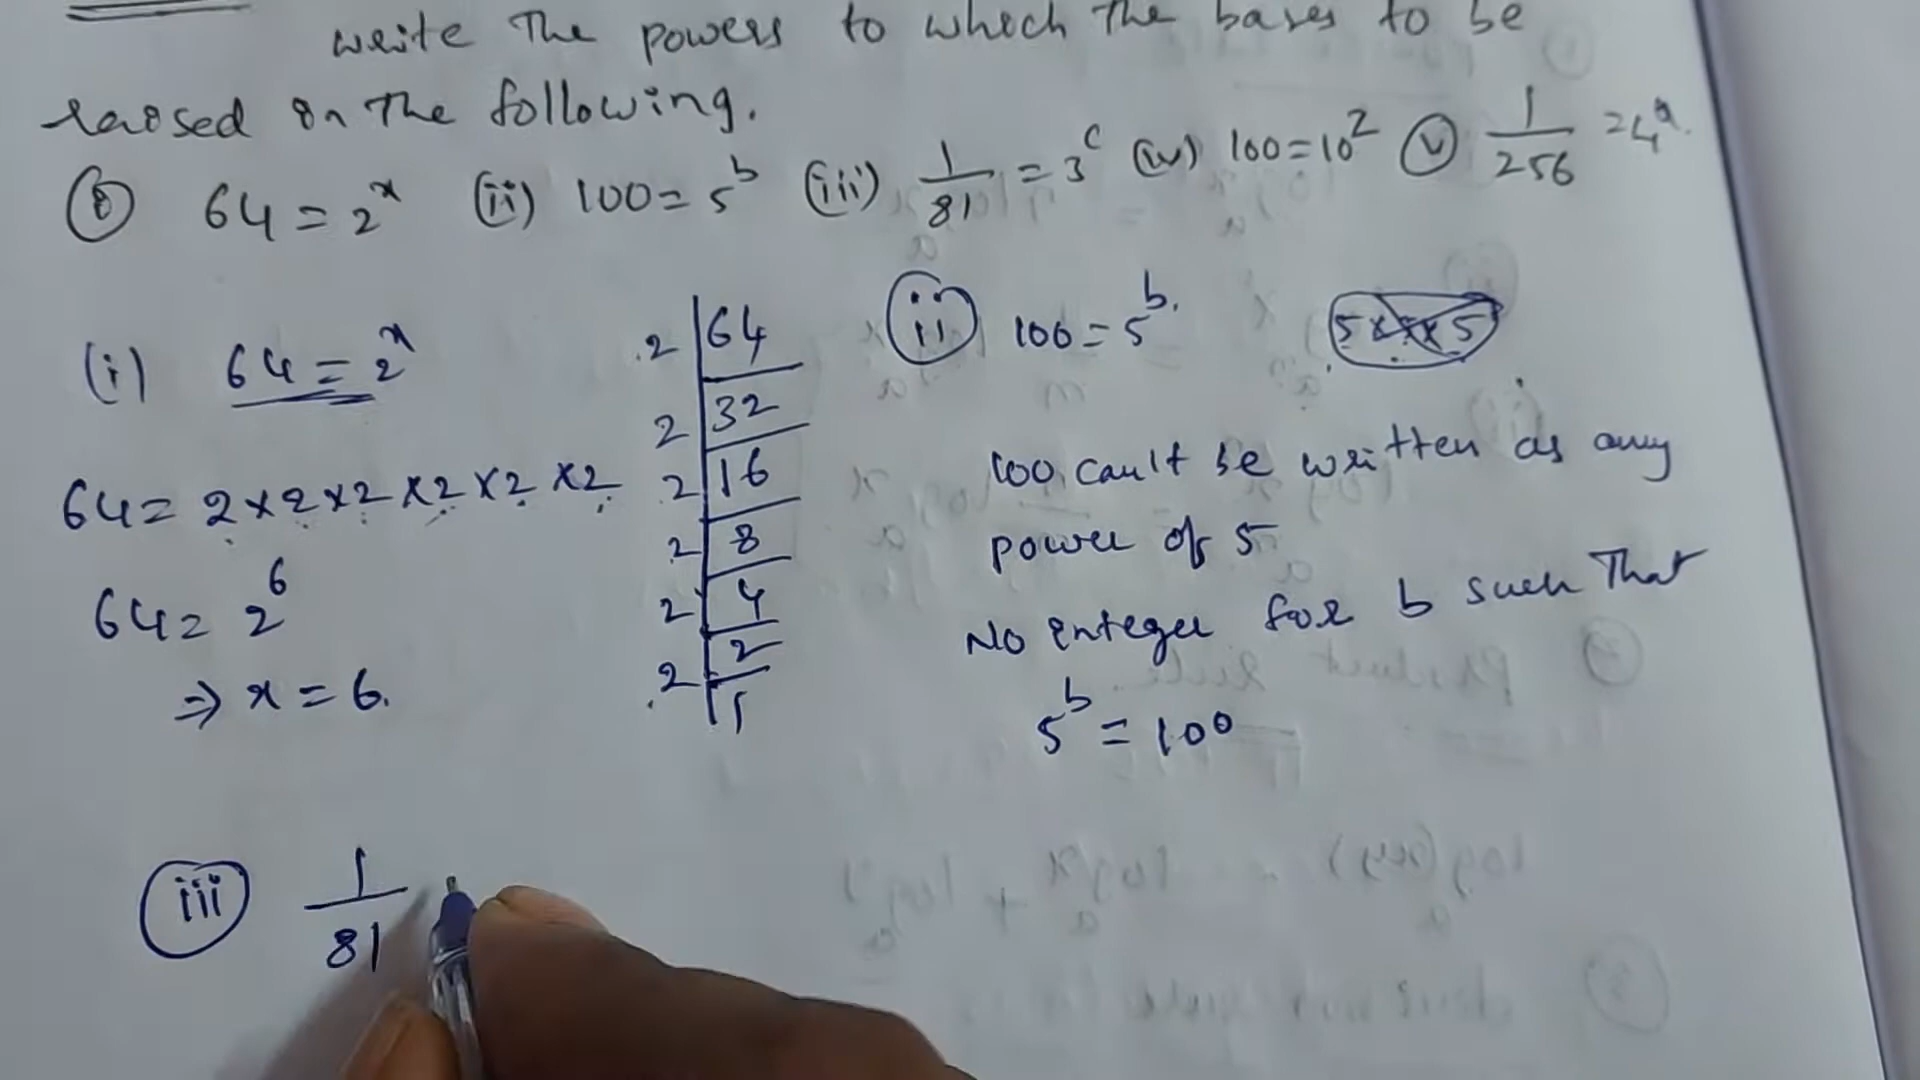 write The powers to which The bases to be
raised in The following.
(i) 64 = 2^x (ii) 100 = 5^b (iii) 1/81 = 3^c (iv) 100 = 10^2 (v) 1/256 = 4^a.
(i) 64 = 2^x
64 = 2 × 2 × 2 × 2 × 2 × 2
64 = 2^6
⇒ x = 6.
2 | 64
2 | 32
2 | 16
2 | 8
2 | 4
2 | 2
1
(ii) 100 = 5^b.
100 can't be written as any
power of 5
No integer for b such That
5^b = 100
(iii) 1/81